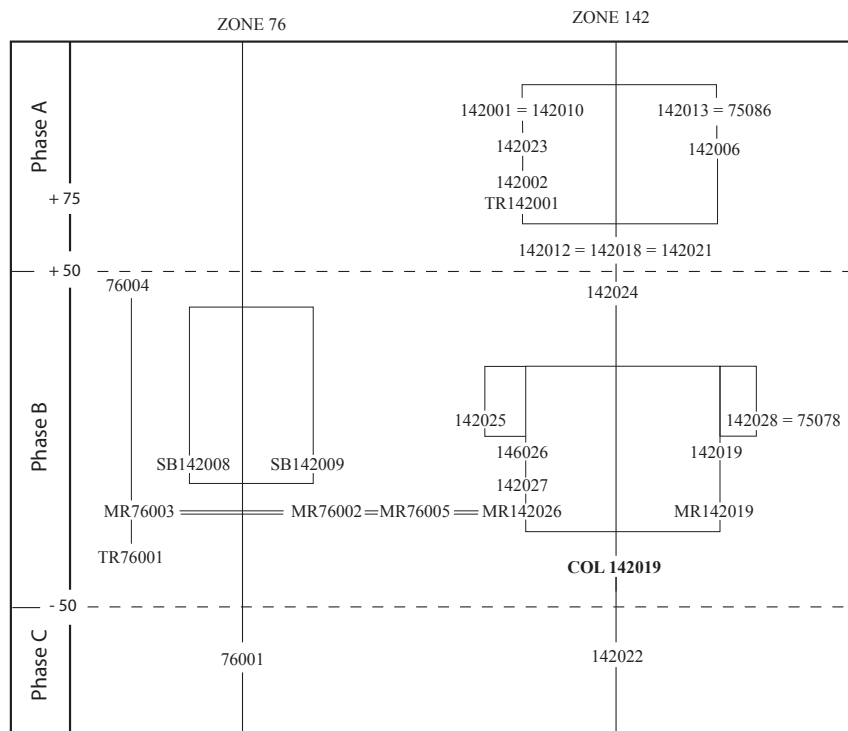 ZONE 76
ZONE 142
Phase A
142001 = 142010
142013 = 75086
142023
142006
142002
TR142001
+ 75
142012 = 142018 = 142021
+ 50
76004
142024
Phase B
142025
142028 = 75078
146026
142019
SB142008
SB142009
142027
MR76003
MR76002
MR76005
MR142026
MR142019
TR76001
COL 142019
- 50
Phase C
76001
142022